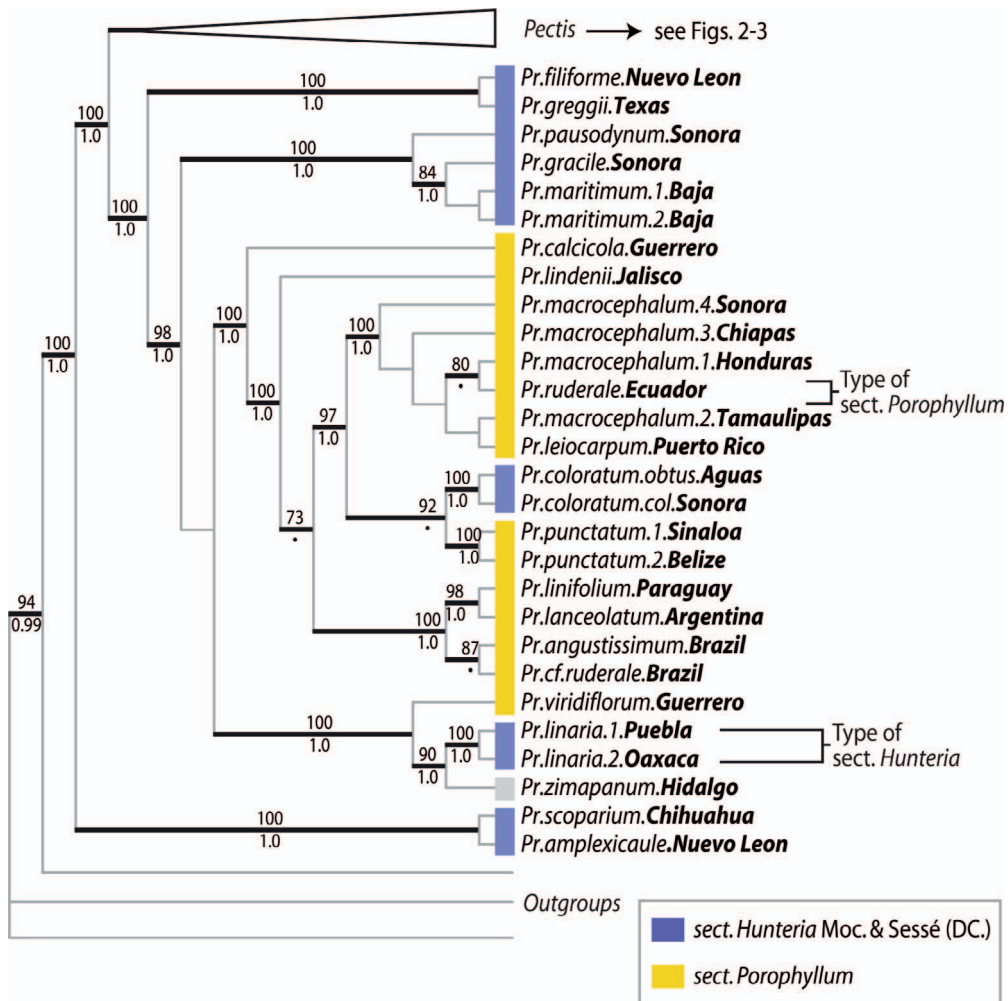 Pectis → see Figs. 2-3
100
1.0
Pr.filiforme.Nuevo Leon
Pr.greggii.Texas
100
1.0
Pr.pausodynum.Sonora
100
1.0
Pr.gracile.Sonora
84
1.0
Pr.maritimum.1.Baja
100
1.0
Pr.maritimum.2.Baja
Pr.calcicola.Guerrero
Pr.lindenii.Jalisco
Pr.macrocephalum.4.Sonora
100
1.0
98
1.0
100
1.0
Pr.macrocephalum.3.Chiapas
100
1.0
Pr.macrocephalum.1.Honduras
80
•
Pr.ruderale.Ecuador
Type of
sect. Porophyllum
100
1.0
Pr.macrocephalum.2.Tamaulipas
97
1.0
Pr.leiocarpum.Puerto Rico
Pr.coloratum.obtus.Aguas
100
1.0
Pr.coloratum.col.Sonora
73
•
92
•
Pr.punctatum.1.Sinaloa
100
1.0
Pr.punctatum.2.Belize
Pr.linifolium.Paraguay
98
1.0
94
0.99
Pr.lanceolatum.Argentina
100
1.0
Pr.angustissimum.Brazil
87
•
Pr.cf.ruderale.Brazil
Pr.viridiflorum.Guerrero
100
1.0
Pr.linaria.1.Puebla
100
1.0
Type of
sect. Hunteria
Pr.linaria.2.Oaxaca
90
1.0
Pr.zimapanum.Hidalgo
Pr.scoparium.Chihuahua
100
1.0
Pr.amplexicaule.Nuevo Leon
Outgroups
sect. Hunteria Moc. & Sessé (DC.)
sect. Porophyllum